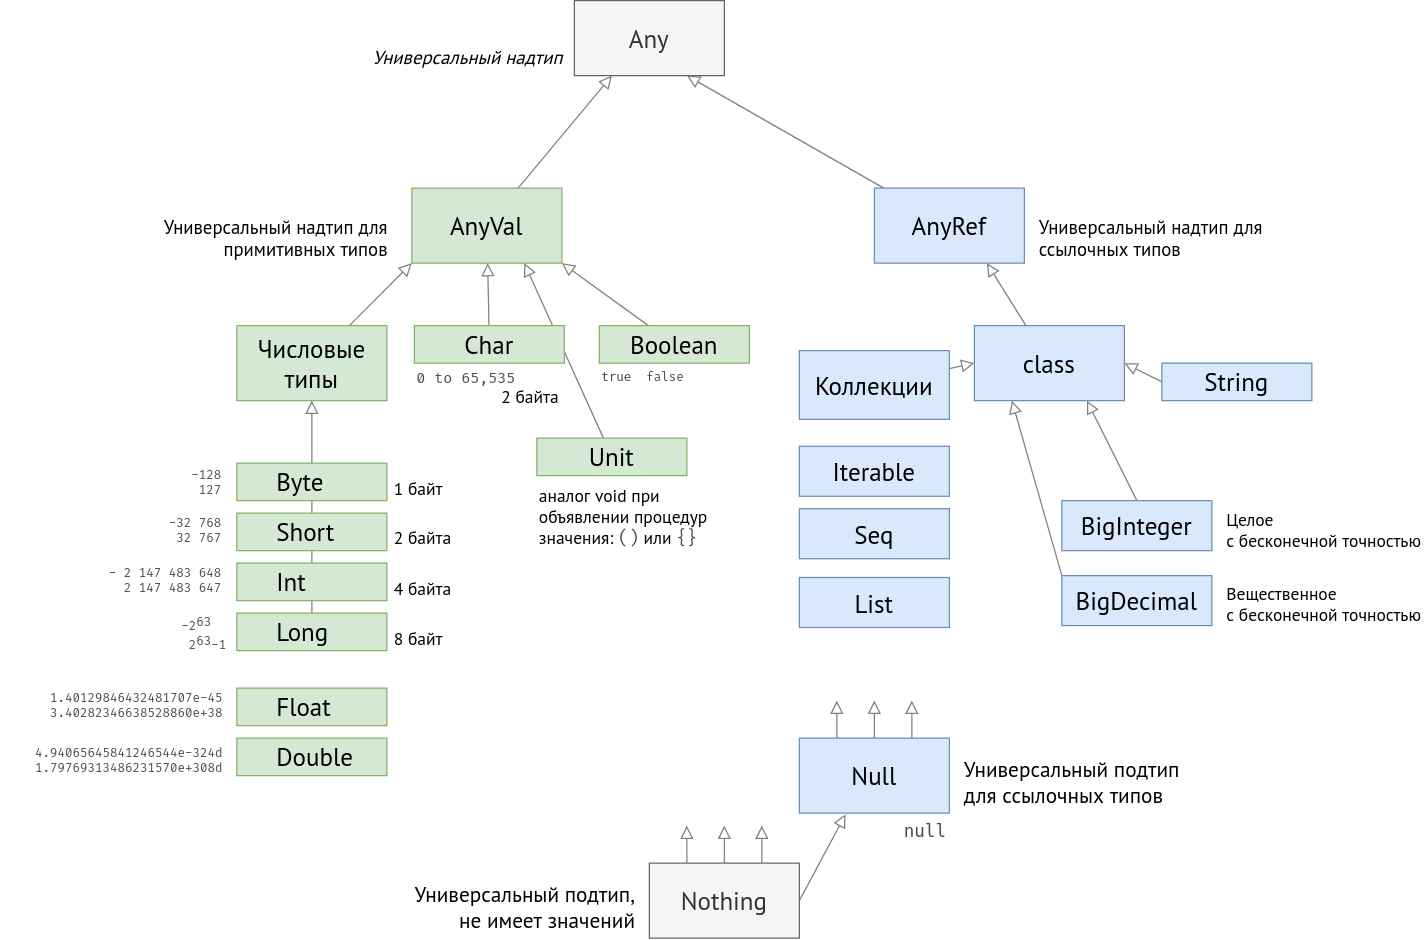 Any
Универсальный надтип
AnyVal
Универсальный надтип для
примитивных типов
AnyRef
Универсальный надтип для
ссылочных типов
Числовые
типы
Char
0 to 65,535
2 байта
Boolean
true false
Unit
аналог void при
объявлении процедур
значения: () или {}
-128
127
Byte
1 байт
-32 768
32 767
Short
2 байта
- 2 147 483 648
2 147 483 647
Int
4 байта
-2^63
2^63-1
Long
8 байт
1.40129846432481707e-45
3.40282346638528860e+38
Float
4.94065645841246544e-324d
1.79769313486231570e+308d
Double
class
Коллекции
String
Iterable
Seq
List
BigInteger
Целое
с бесконечной точностью
BigDecimal
Вещественное
с бесконечной точностью
Null
Универсальный подтип
для ссылочных типов
null
Nothing
Универсальный подтип,
не имеет значений